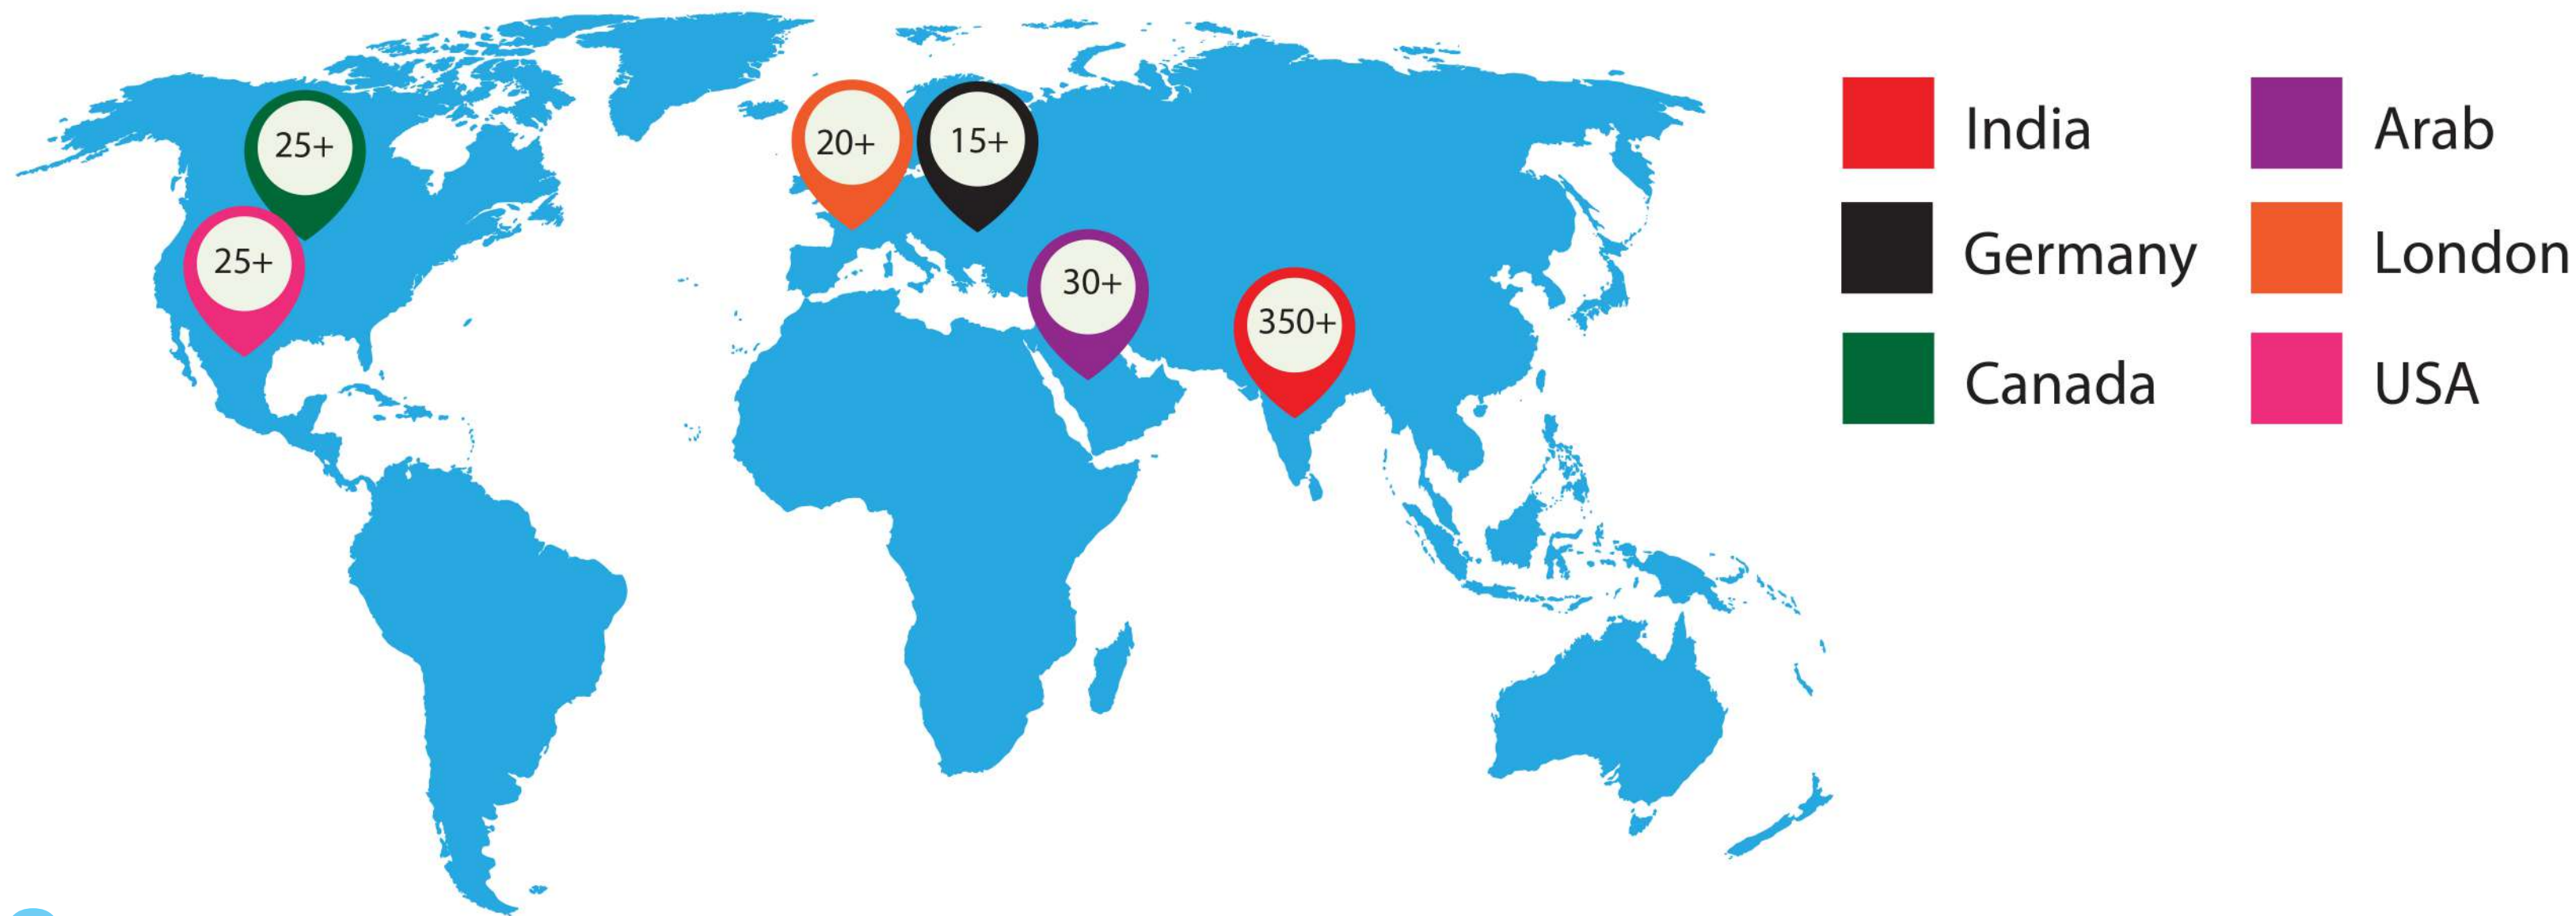 25+
25+
20+
15+
30+
350+
India
Germany
Canada
Arab
London
USA